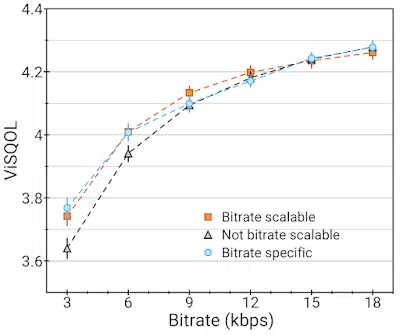 4.4
4.2
4
3.8
3.6
ViSQOL
Bitrate scalable
Not bitrate scalable
Bitrate specific
3 6 9 12 15 18
Bitrate (kbps)